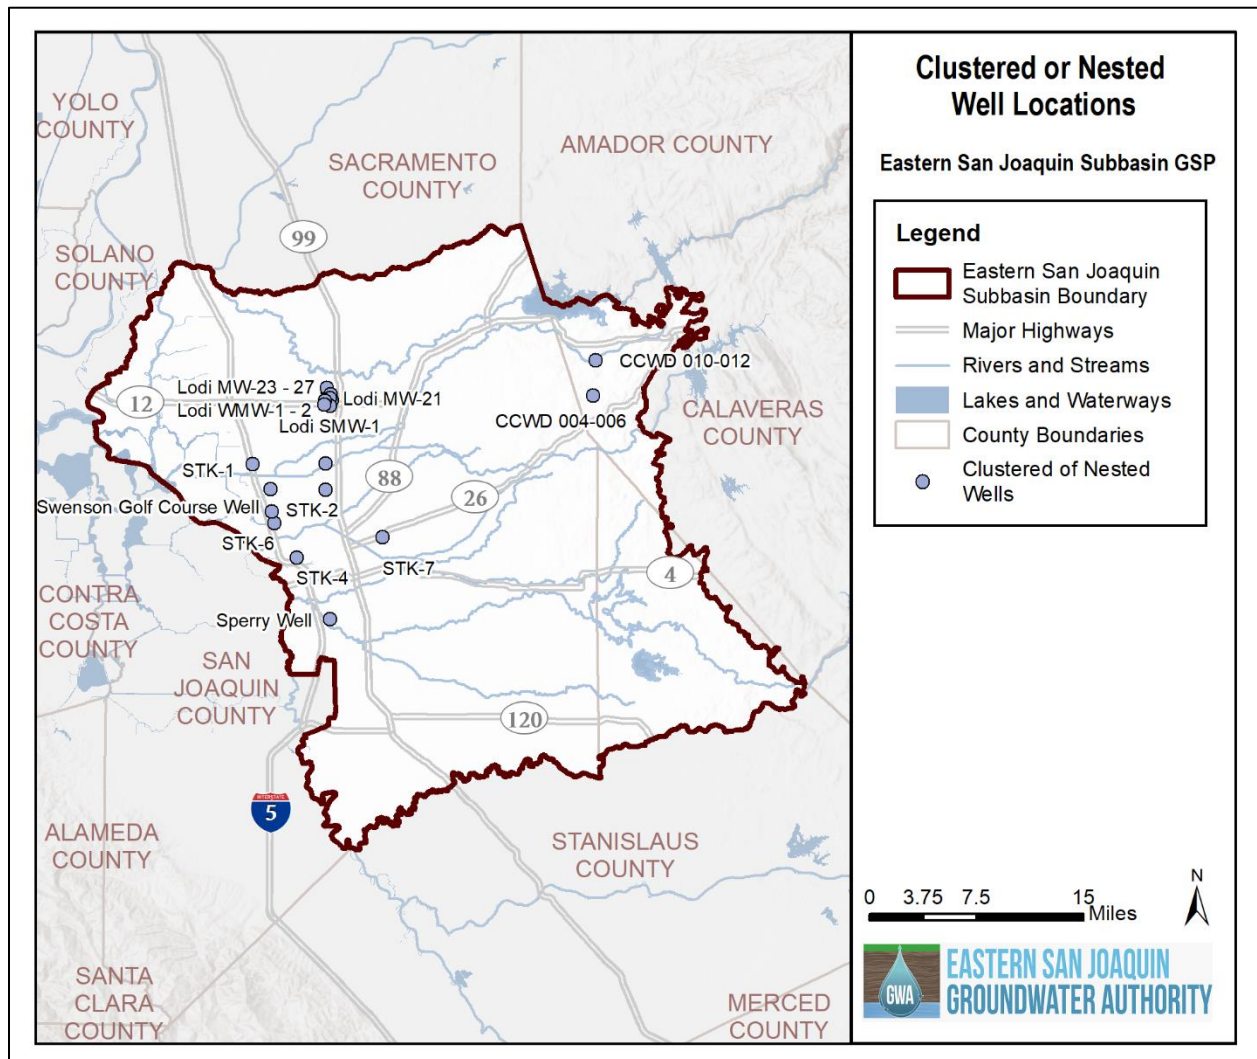 YOLO
COUNTY
SACRAMENTO
COUNTY
AMADOR COUNTY
SOLANO
COUNTY
99
12
Lodi MW-23 - 27
Lodi MW-21
Lodi WMW-1 - 2
Lodi SMW-1
CCWD 010-012
CCWD 004-006
CALAVERAS
COUNTY
STK-1
88
26
Swenson Golf Course Well
STK-2
STK-6
STK-4
STK-7
4
CONTRA
COSTA
COUNTY
Sperry Well
SAN
JOAQUIN
COUNTY
120
INTERSTATE
5
ALAMEDA
COUNTY
STANISLAUS
COUNTY
SANTA
CLARA
COUNTY
MERCED
COUNTY
Clustered or Nested
Well Locations
Eastern San Joaquin Subbasin GSP
Legend
Eastern San Joaquin
Subbasin Boundary
Major Highways
Rivers and Streams
Lakes and Waterways
County Boundaries
Clustered of Nested
Wells
N
0 3.75 7.5 15
Miles
GWA
EASTERN SAN JOAQUIN
GROUNDWATER AUTHORITY